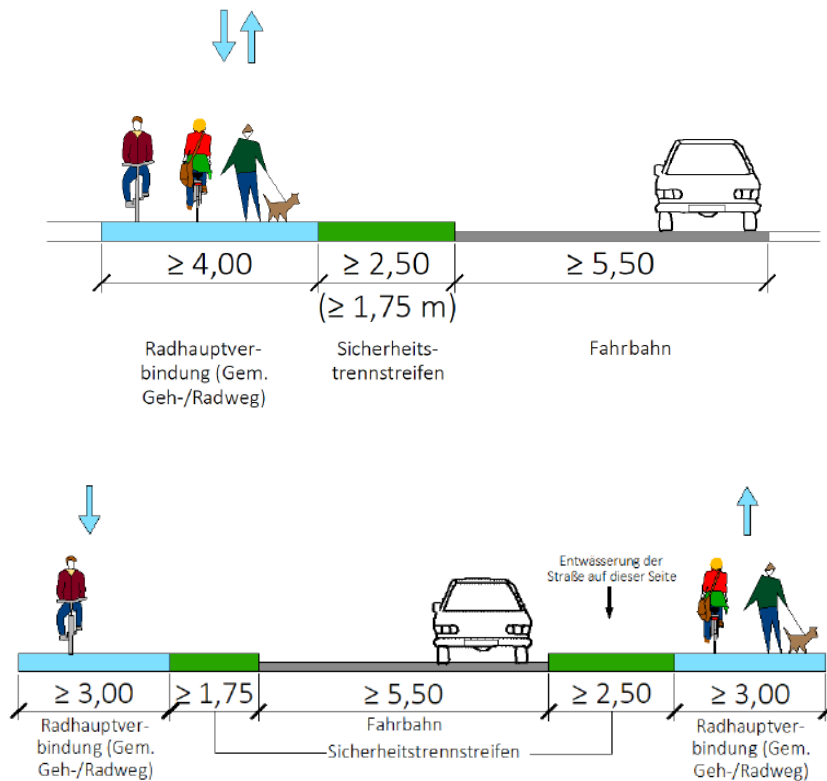 ≥ 4,00
≥ 2,50
≥ 5,50
(≥ 1,75 m)
Radhauptver-
bindung (Gem.
Geh-/Radweg)
Sicherheits-
trennstreifen
Fahrbahn
Entwässerung der
Straße auf dieser Seite
≥ 3,00
≥ 1,75
≥ 5,50
≥ 2,50
≥ 3,00
Radhauptver-
bindung (Gem.
Geh-/Radweg)
Fahrbahn
Sicherheitstrennstreifen
Radhauptver-
bindung (Gem.
Geh-/Radweg)